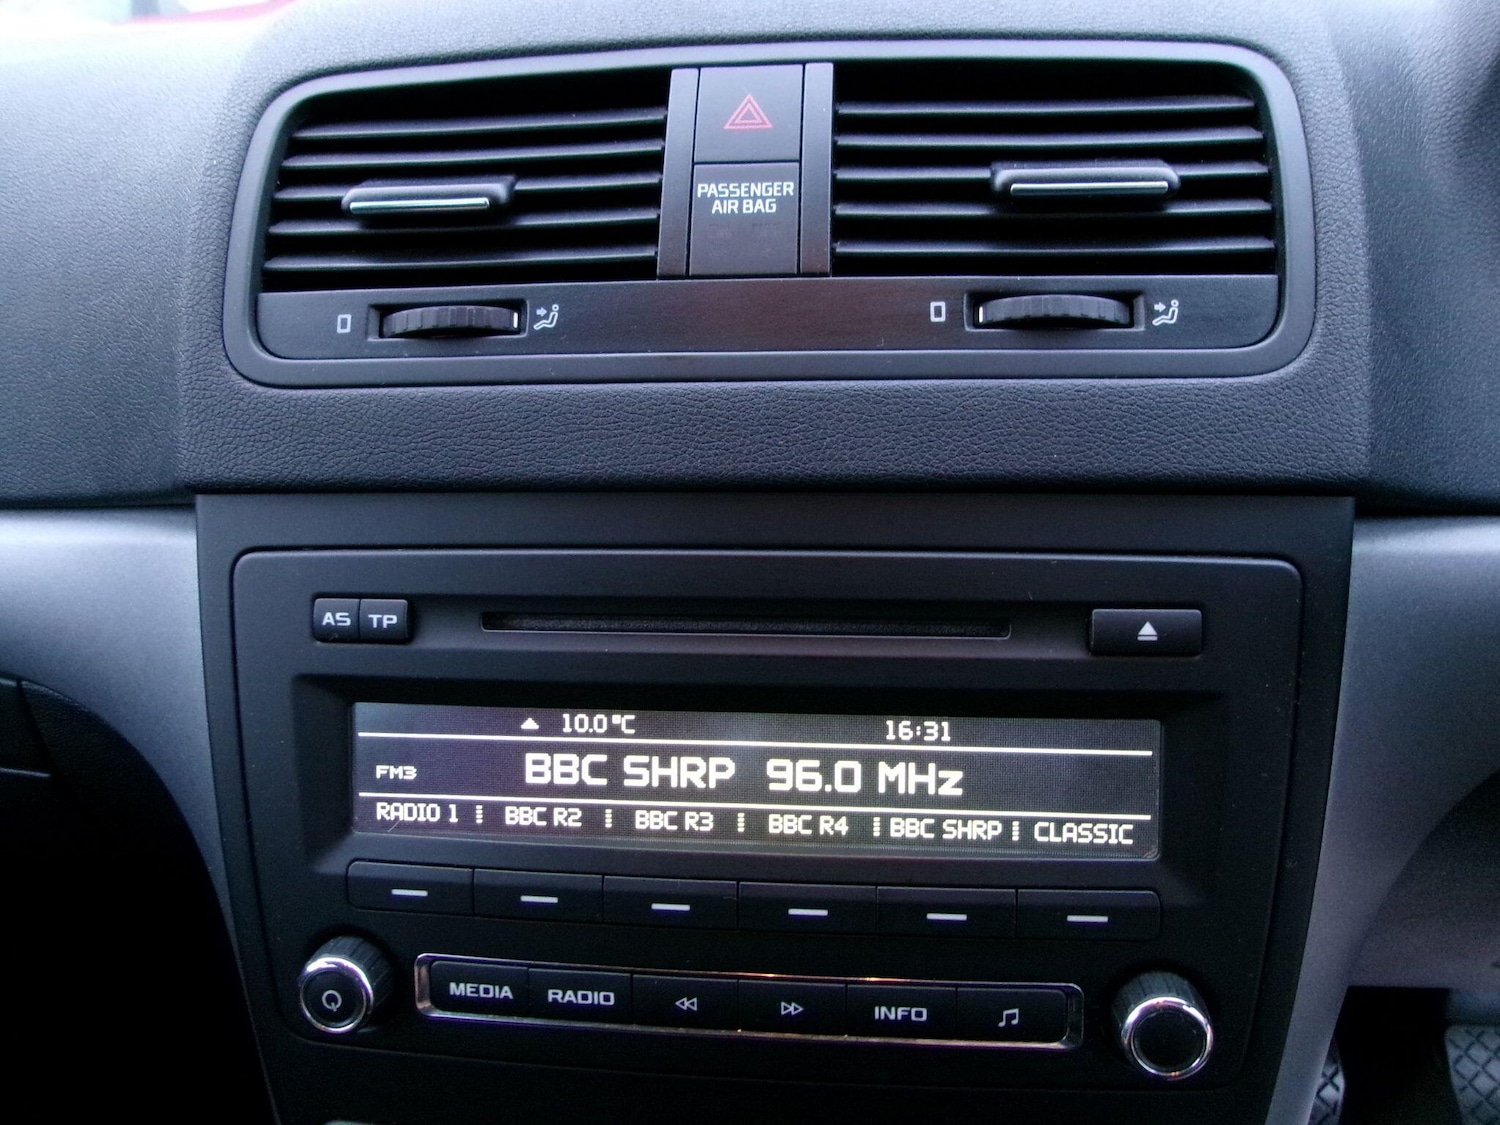 PASSENGER
AIR BAG
AS TP
10.0°C 16:31
FM3 BBC SHRP 96.0 MHz
RADIO 1 BBC R2 BBC R3 BBC R4 BBC SHRP CLASSIC
MEDIA RADIO INFO